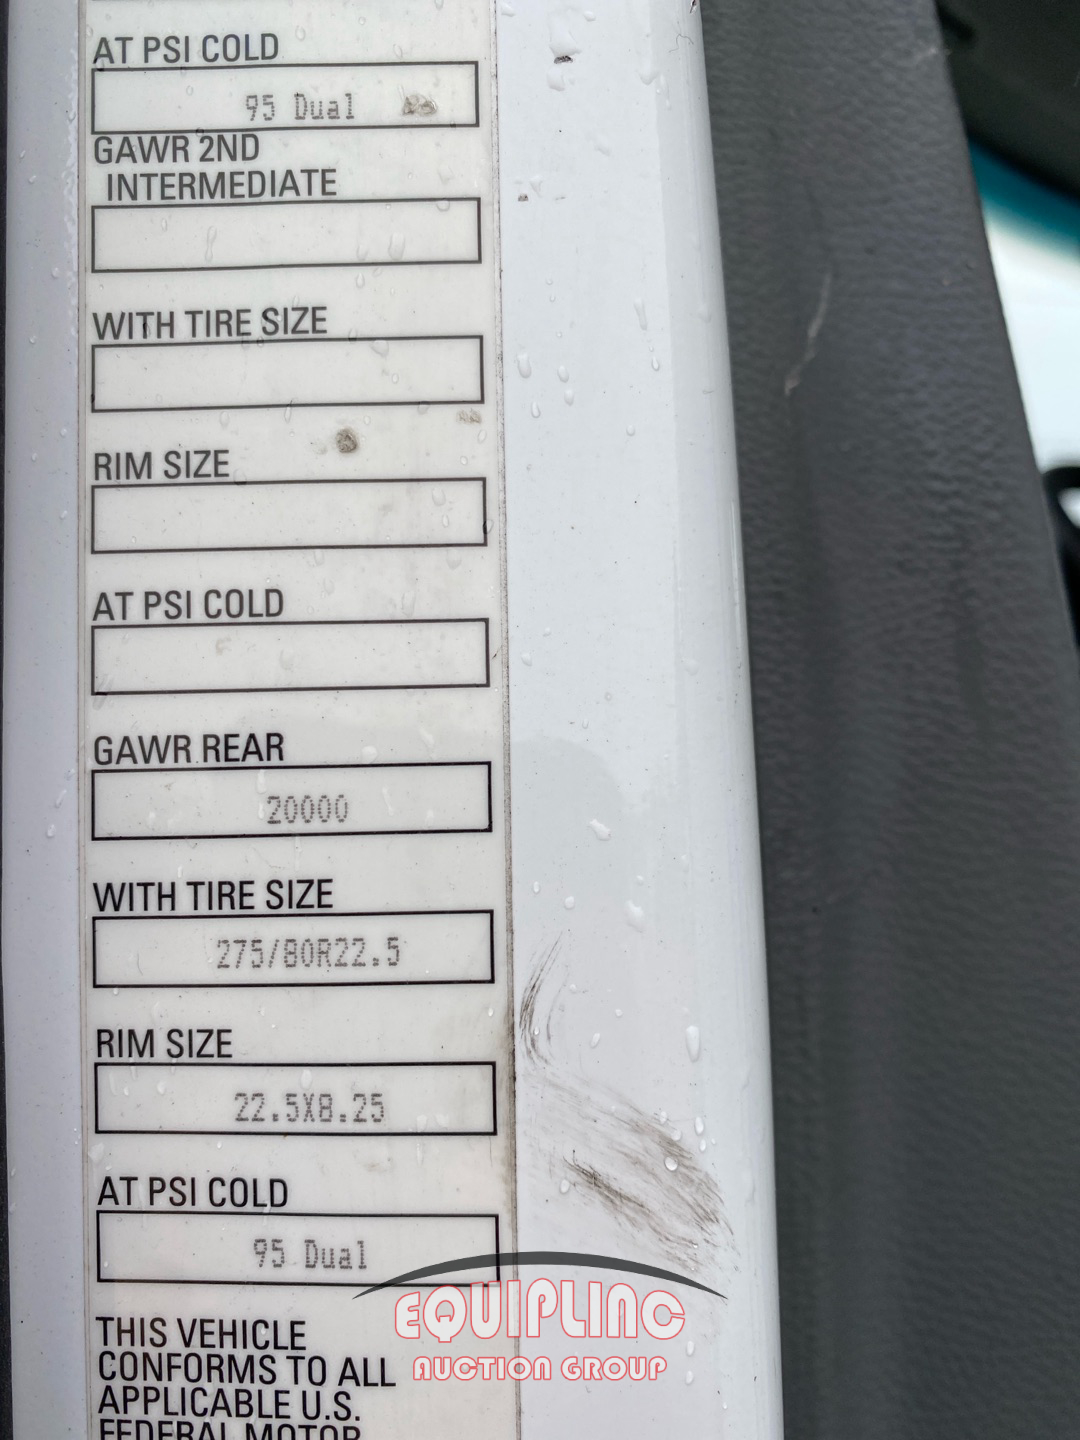 AT PSI COLD
95 Dual
GAWR 2ND
INTERMEDIATE
WITH TIRE SIZE
RIM SIZE
AT PSI COLD
GAWR REAR
20000
WITH TIRE SIZE
275/80R22.5
RIM SIZE
22.5X8.25
AT PSI COLD
95 Dual
THIS VEHICLE
CONFORMS TO ALL
APPLICABLE U.S.
FEDERAL MOTOR
EQUIPLINC
AUCTION GROUP